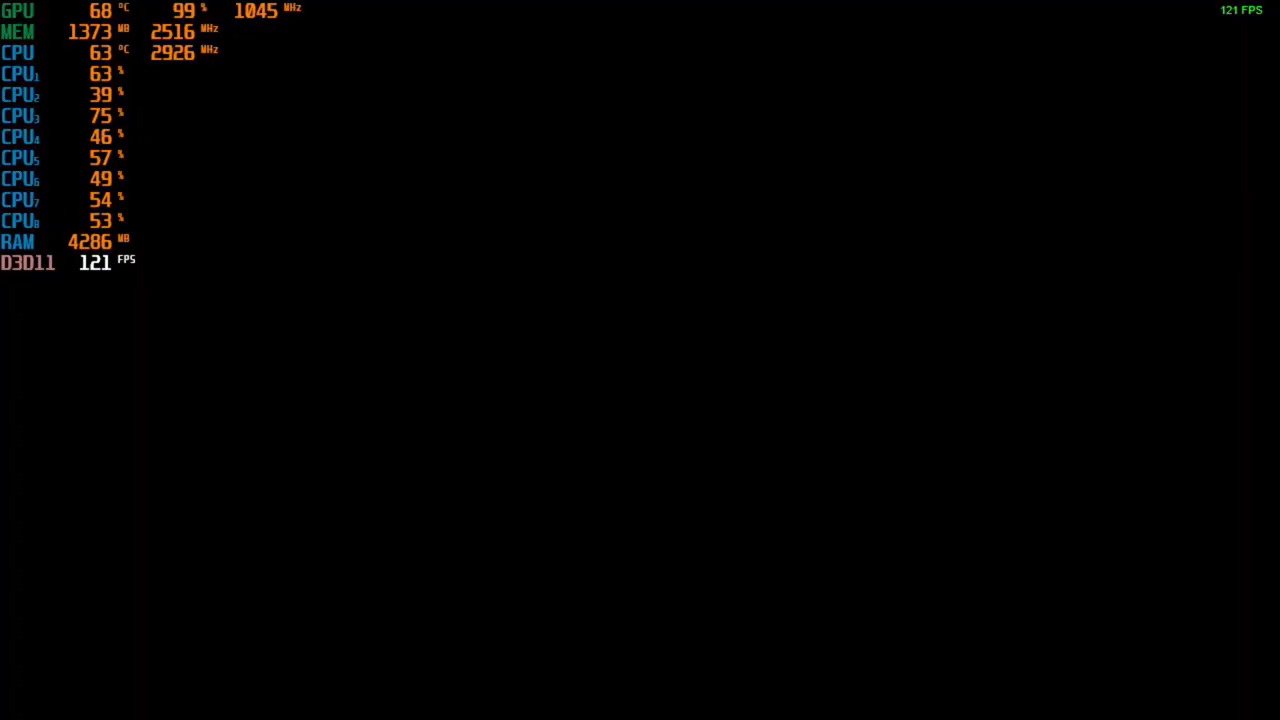 GPU 68 °C 99 % 1045 MHz 121 FPS
MEM 1373 MB 2516 MHz
CPU 63 °C 2926 MHz
CPU1 63 %
CPU2 39 %
CPU3 75 %
CPU4 46 %
CPU5 57 %
CPU6 49 %
CPU7 54 %
CPU8 53 %
RAM 4286 MB
D3D11 121 FPS